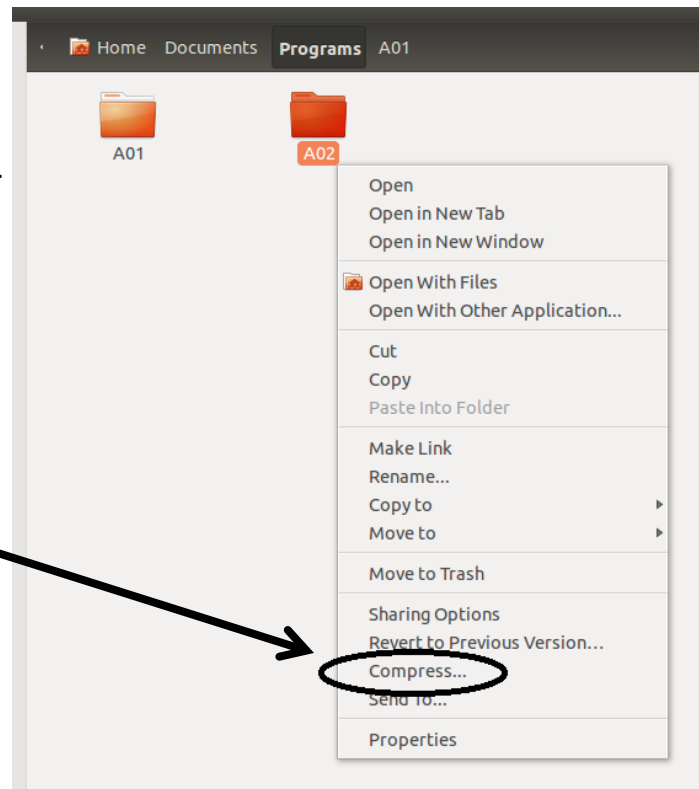 Home Documents Programs A01
A01 A02
Open
Open in New Tab
Open in New Window
Open With Files
Open With Other Application...
Cut
Copy
Paste Into Folder
Make Link
Rename...
Copy to
Move to
Move to Trash
Sharing Options
Revert to Previous Version...
Compress...
Send To...
Properties